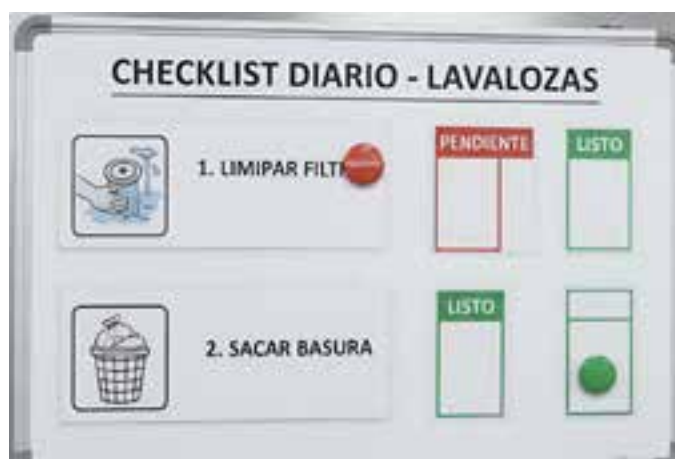 CHECKLIST DIARIO - LAVALOZAS
1. LIMIPAR FILT
PENDIENTE
LISTO
2. SACAR BASURA
LISTO